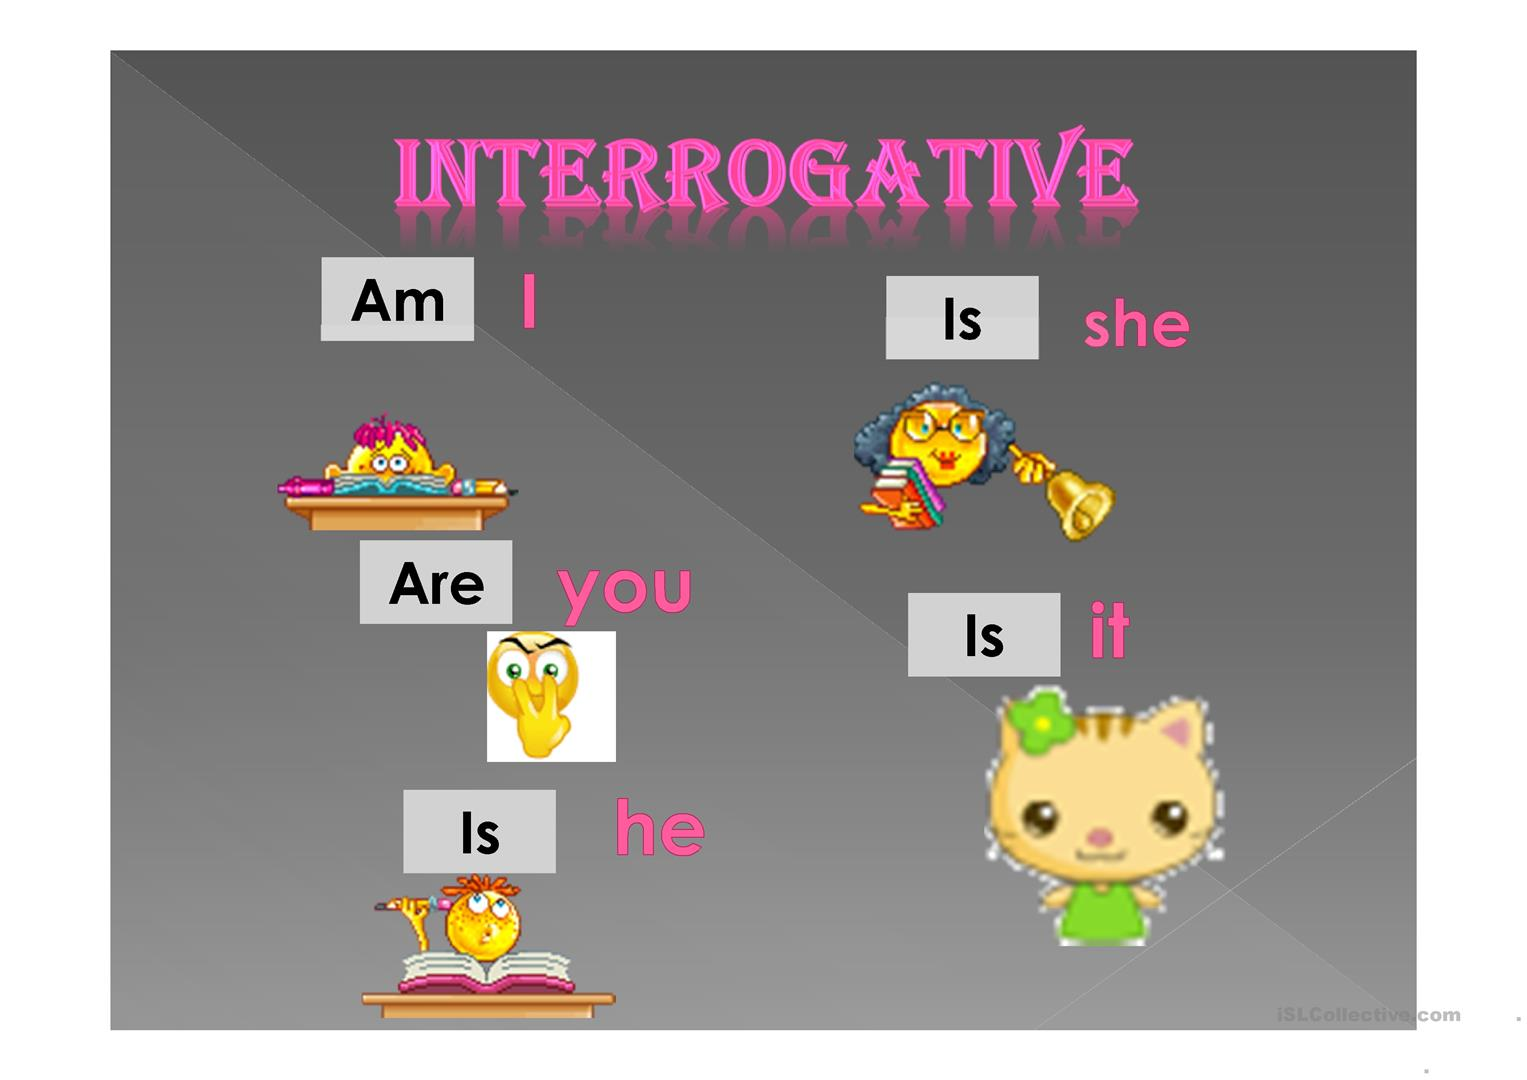 INTERROGATIVE
Am I
Are you
Is he
Is she
Is it
iSLCollective.com